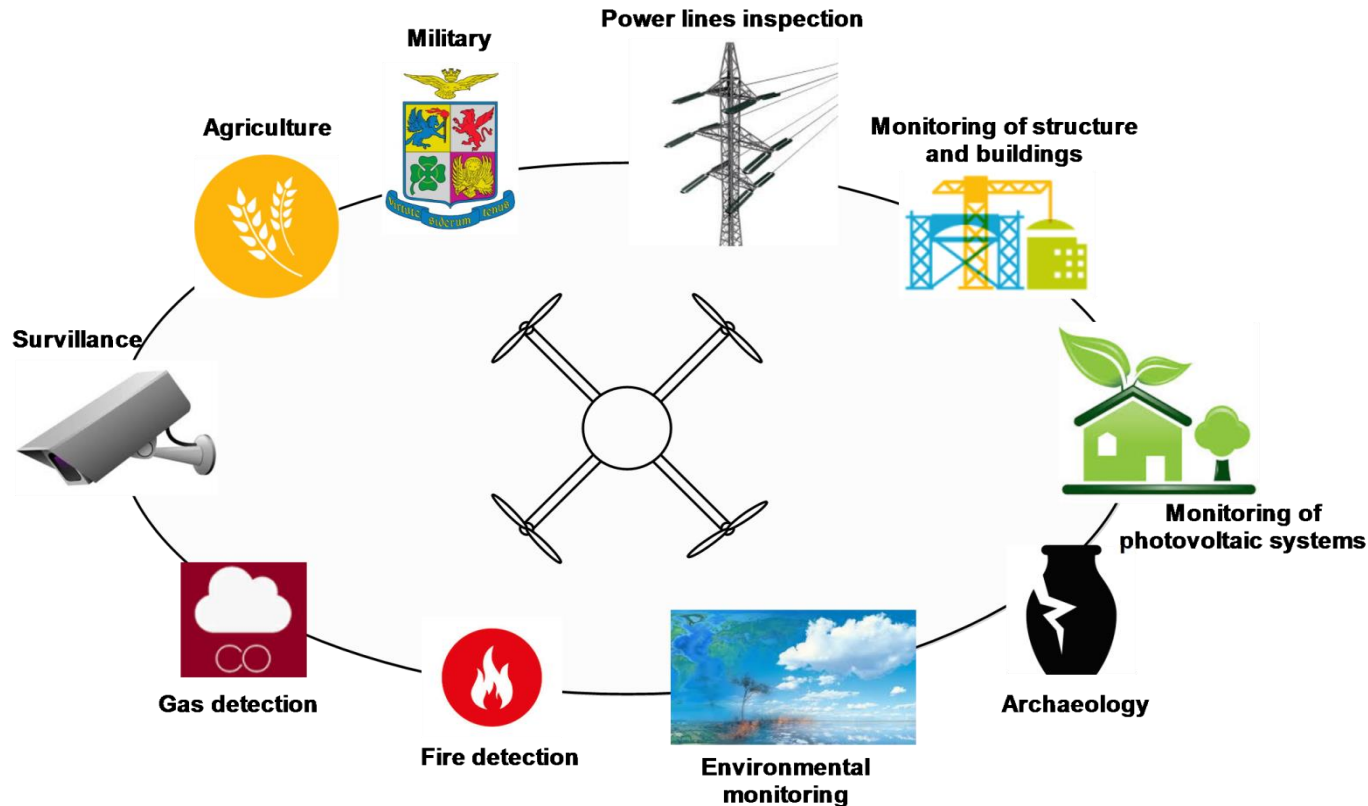 Power lines inspection
Military
Agriculture
Monitoring of structure
and buildings
virtute siderum tenus
Survillance
Monitoring of
photovoltaic systems
CO
Gas detection
Archaeology
Fire detection
Environmental
monitoring